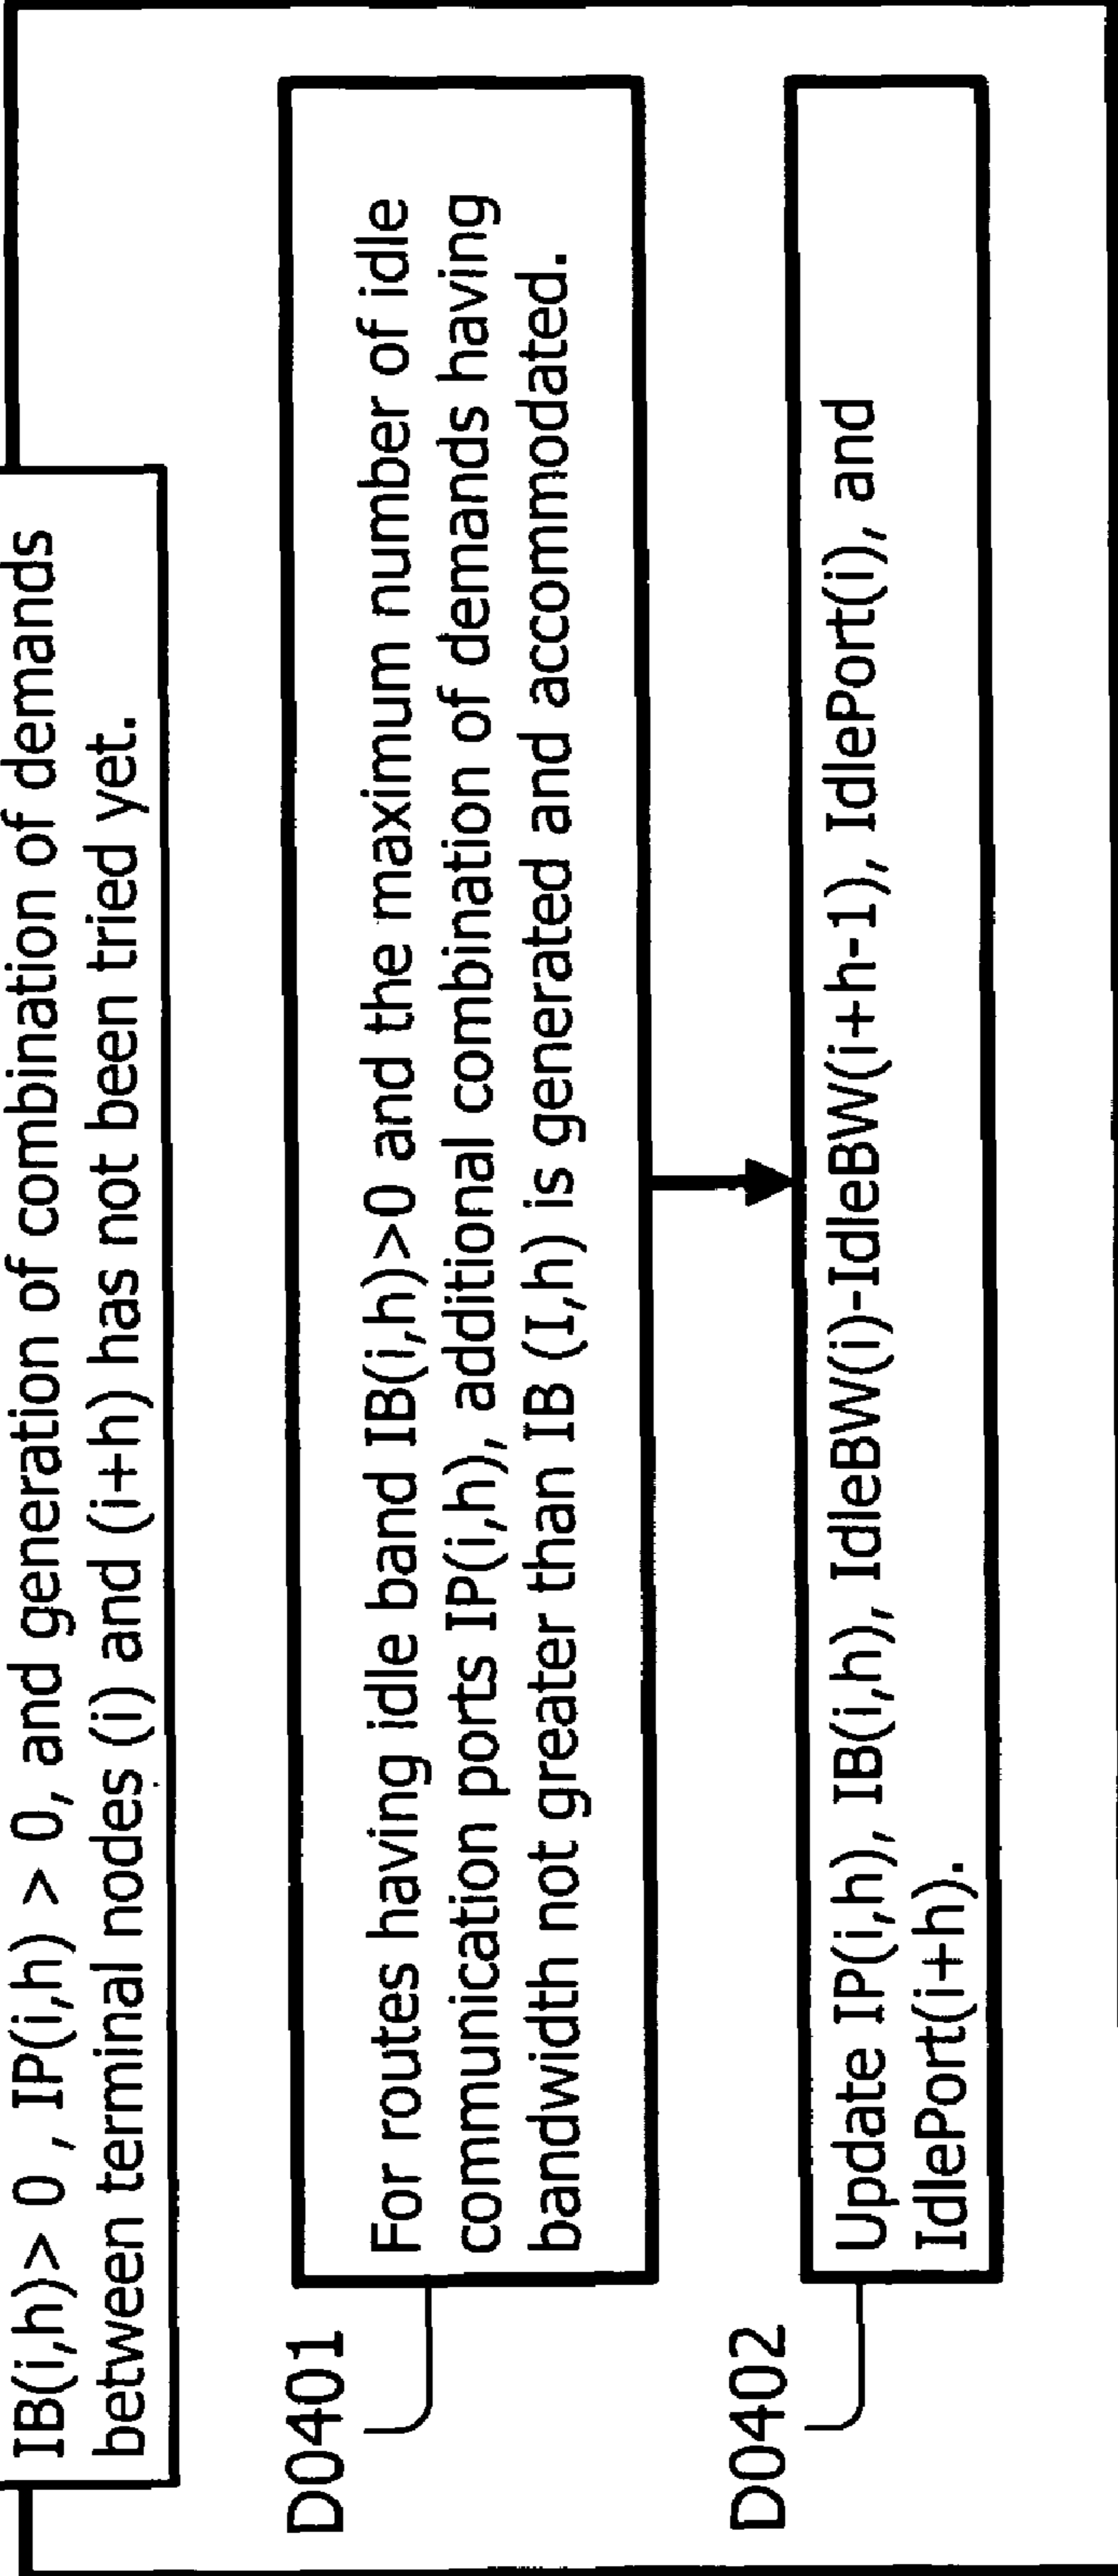 IB(i,h)> 0 , IP(i,h) > 0, and generation of combination of demands
between terminal nodes (i) and (i+h) has not been tried yet.
D0401
For routes having idle band IB(i,h)>0 and the maximum number of idle
communication ports IP(i,h), additional combination of demands having
bandwidth not greater than IB (I,h) is generated and accommodated.
D0402
Update IP(i,h), IB(i,h), IdleBW(i)-IdleBW(i+h-1), IdlePort(i), and
IdlePort(i+h).